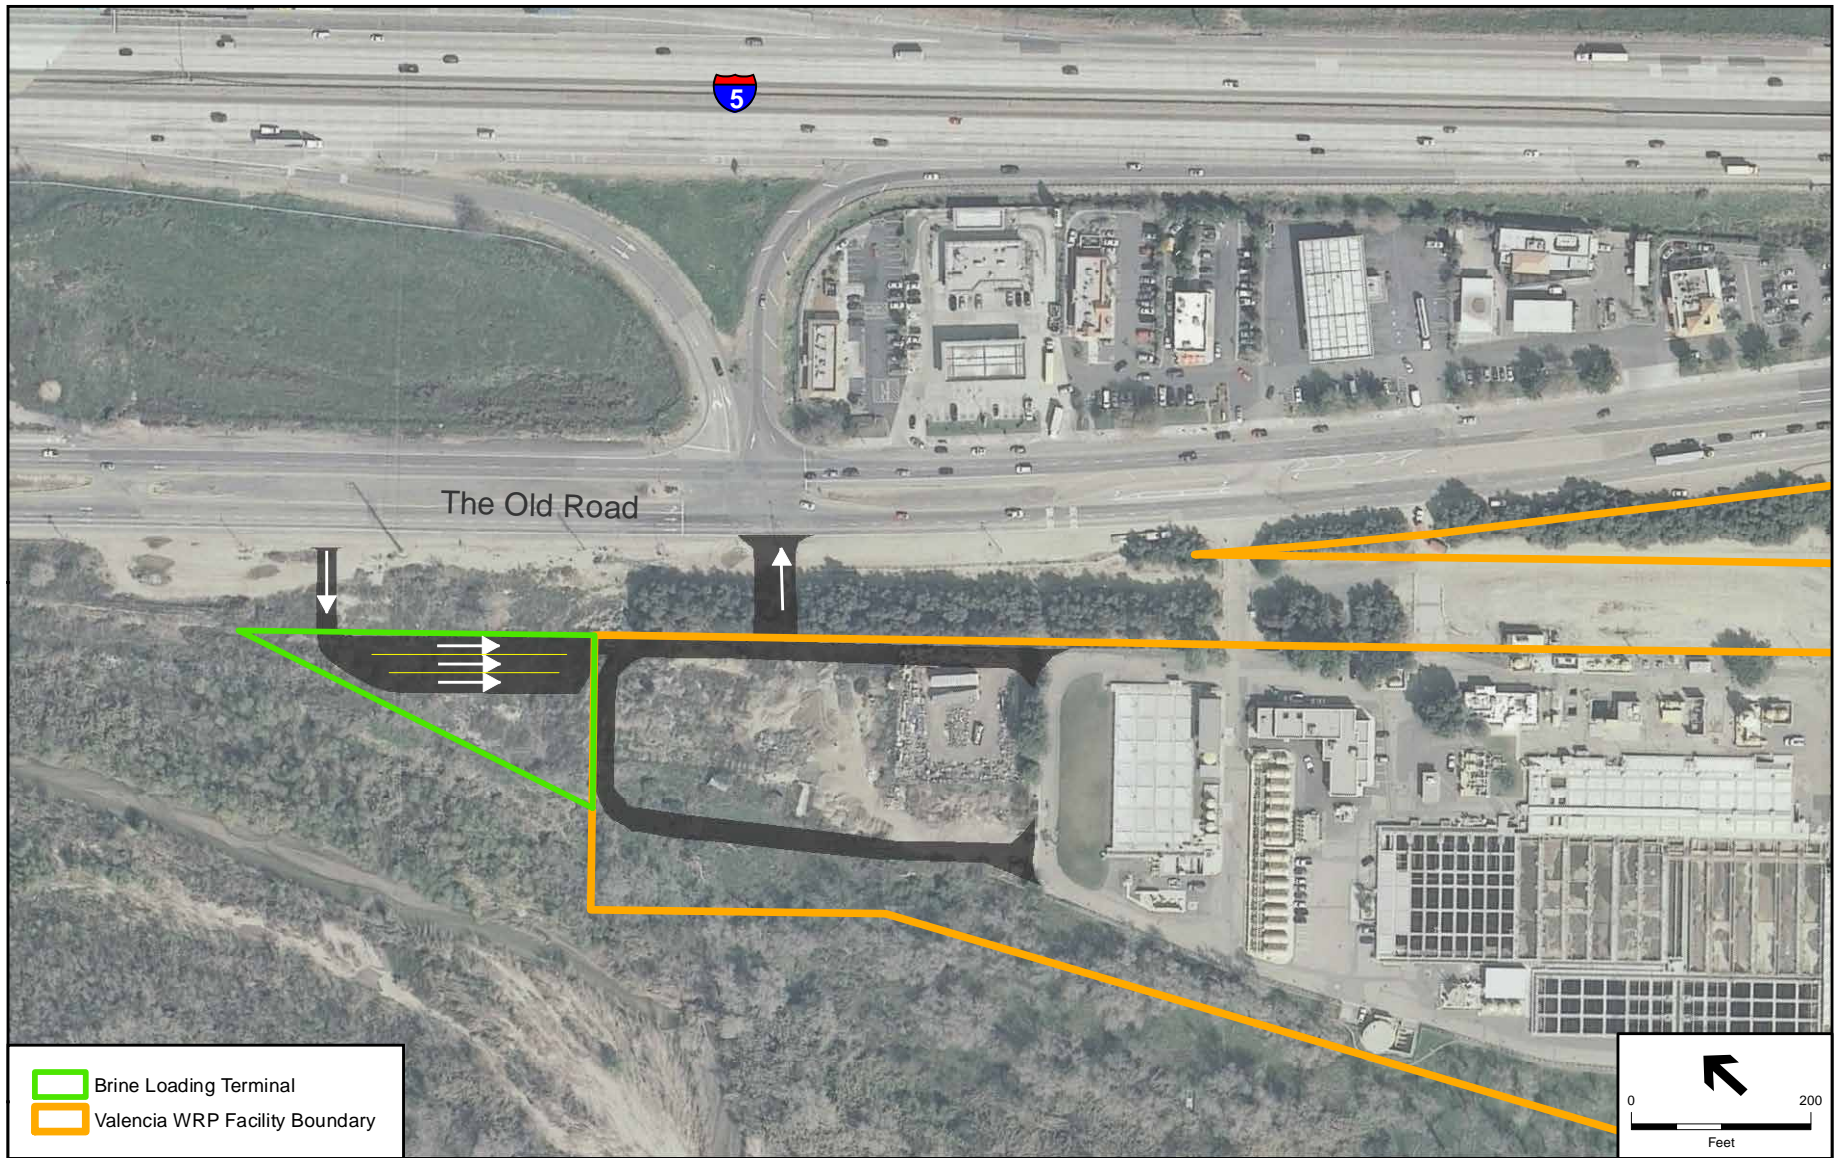 5
The Old Road
Brine Loading Terminal
Valencia WRP Facility Boundary
0 200
Feet